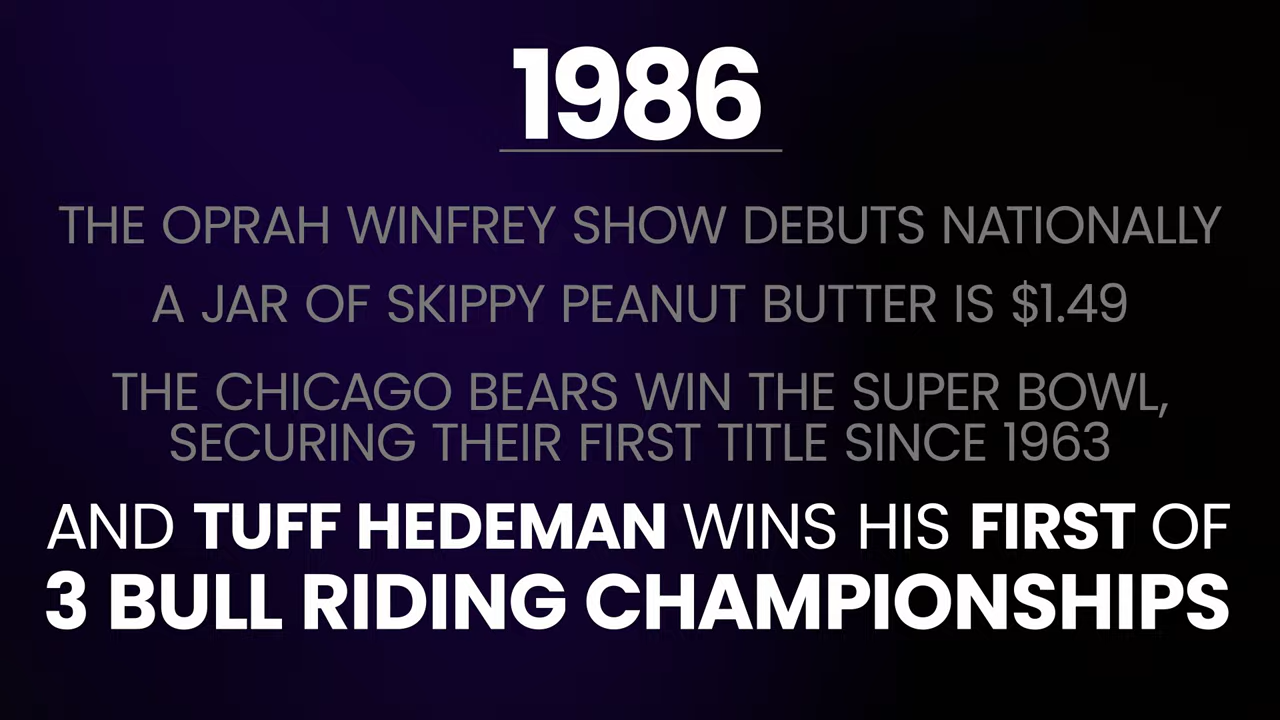 1986
THE OPRAH WINFREY SHOW DEBUTS NATIONALLY
A JAR OF SKIPPY PEANUT BUTTER IS $1.49
THE CHICAGO BEARS WIN THE SUPER BOWL,
SECURING THEIR FIRST TITLE SINCE 1963
AND TUFF HEDEMAN WINS HIS FIRST OF
3 BULL RIDING CHAMPIONSHIPS